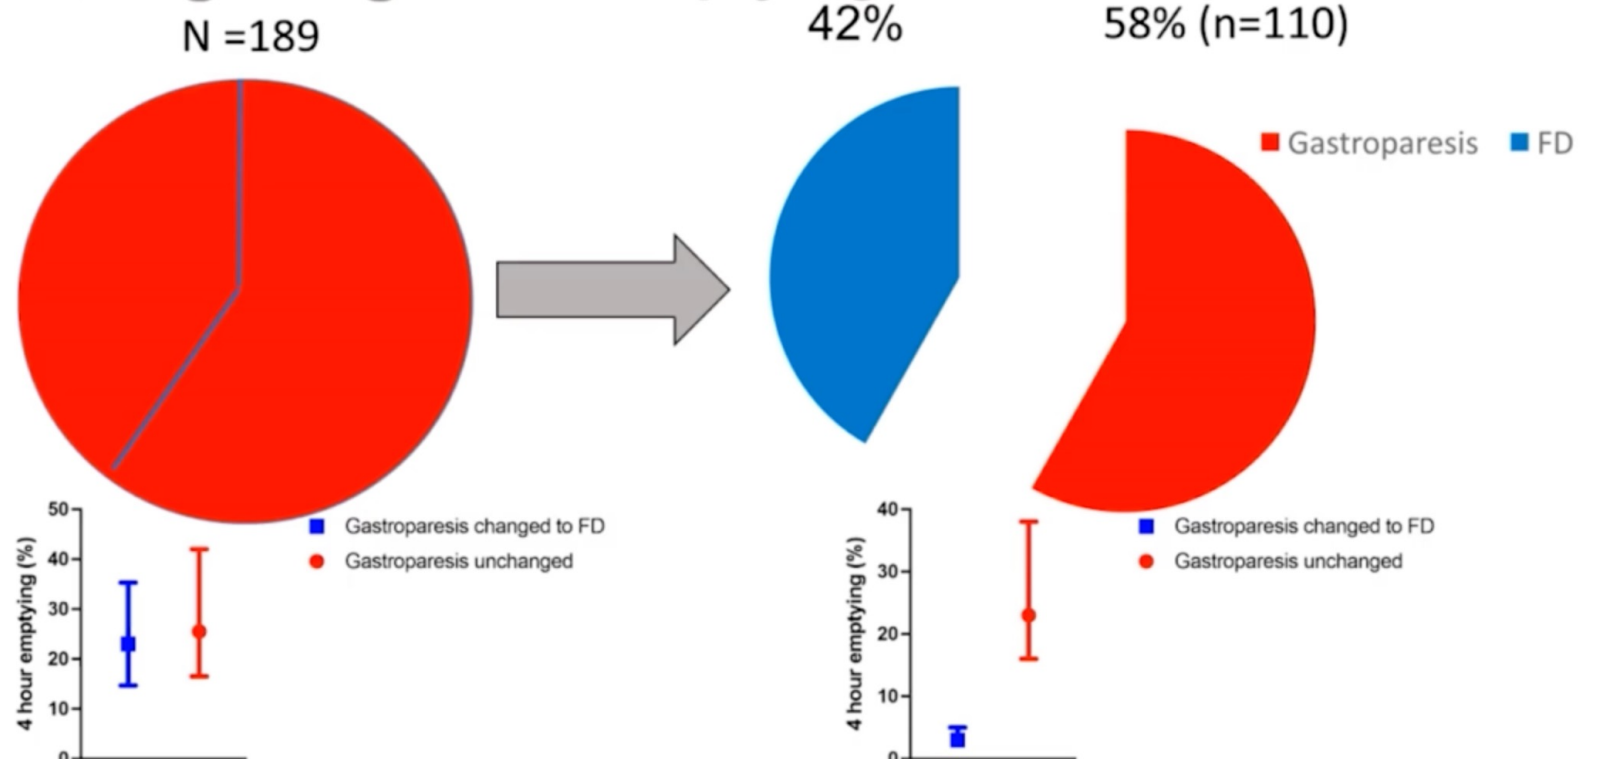 N =189
42%
58% (n=110)
Gastroparesis
FD
50
40
30
20
10
0
4 hour emptying (%)
Gastroparesis changed to FD
Gastroparesis unchanged
40
30
20
10
0
4 hour emptying (%)
Gastroparesis changed to FD
Gastroparesis unchanged